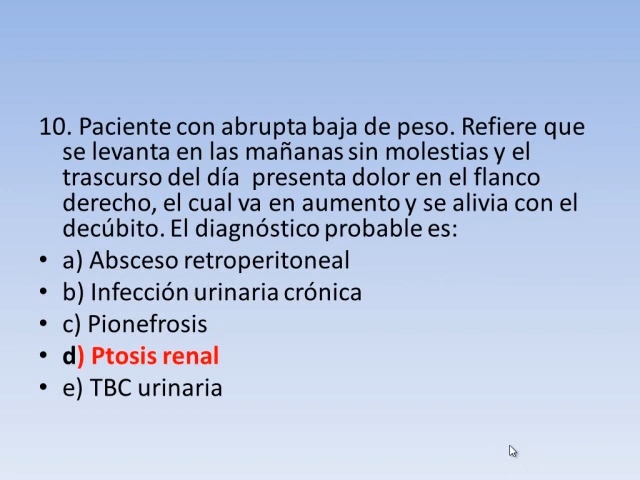 10. Paciente con abrupta baja de peso. Refiere que
se levanta en las mañanas sin molestias y el
trascurso del día  presenta dolor en el flanco
derecho, el cual va en aumento y se alivia con el
decúbito. El diagnóstico probable es:
• a) Absceso retroperitoneal
• b) Infección urinaria crónica
• c) Pionefrosis
• d) Ptosis renal
• e) TBC urinaria